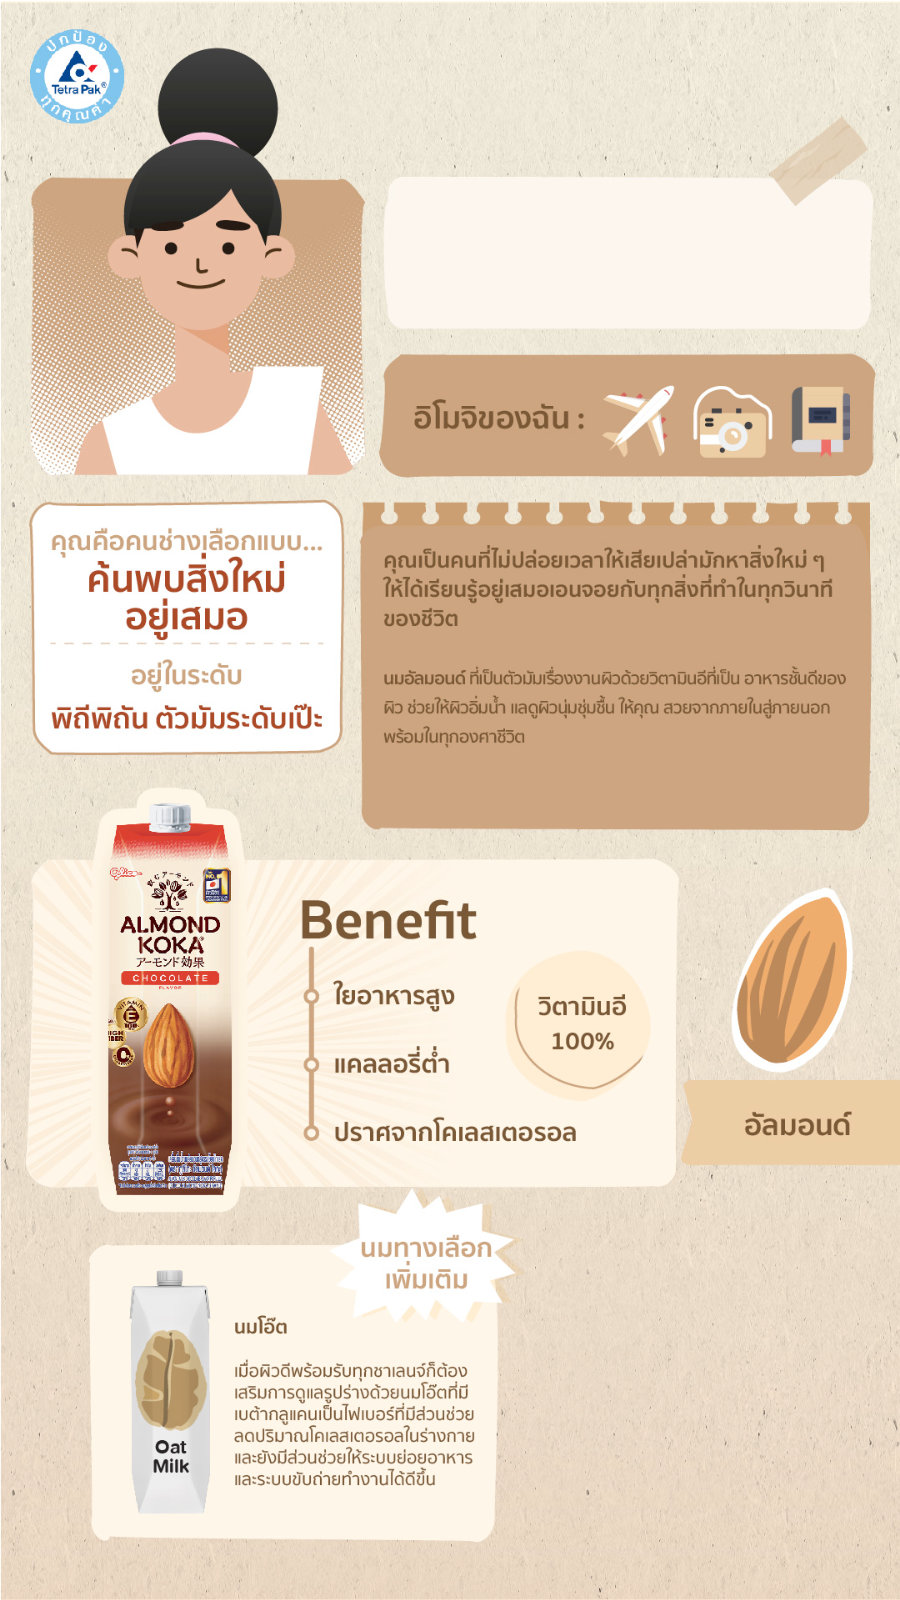 ปกป้อง
Tetra Pak®
ทุกคุณค่า
อิโมจิของฉัน :
คุณคือคนช่างเลือกแบบ...
ค้นพบสิ่งใหม่
อยู่เสมอ
อยู่ในระดับ
พิถีพิถัน ตัวมัมระดับเป๊ะ
คุณเป็นคนที่ไม่ปล่อยเวลาให้เสียเปล่ามักหาสิ่งใหม่ ๆ
ให้ได้เรียนรู้อยู่เสมอเอนจอยกับทุกสิ่งที่ทำในทุกวินาที
ของชีวิต
นมอัลมอนด์ ที่เป็นตัวมัมเรื่องงานผิวด้วยวิตามินอีที่เป็น อาหารชั้นดีของ
ผิว ช่วยให้ผิวอิ่มน้ำ แลดูผิวนุ่มชุ่มชื้น ให้คุณ สวยจากภายในสู่ภายนอก
พร้อมในทุกองศาชีวิต
Glico
飲むアーモンド
NO. 1
ALMOND
KOKA
アーモンド効果
CHOCOLATE
FLAVOR
VITAMIN
E
Benefit
ใยอาหารสูง
แคลลอรี่ต่ำ
ปราศจากโคเลสเตอรอล
วิตามินอี
100%
อัลมอนด์
นมทางเลือก
เพิ่มเติม
Oat
Milk
นมโอ๊ต
เมื่อผิวดีพร้อมรับทุกชาเลนจ์ก็ต้อง
เสริมการดูแลรูปร่างด้วยนมโอ๊ตที่มี
เบต้ากลูแคนเป็นไฟเบอร์ที่มีส่วนช่วย
ลดปริมาณโคเลสเตอรอลในร่างกาย
และยังมีส่วนช่วยให้ระบบย่อยอาหาร
และระบบขับถ่ายทำงานได้ดีขึ้น